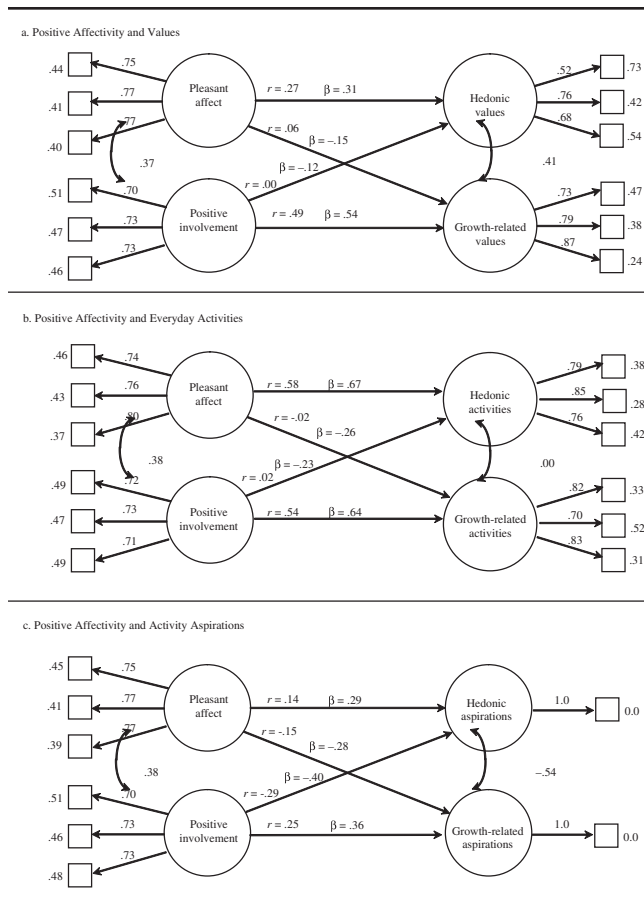 a. Positive Affectivity and Values
.44
.75
Pleasant
affect
r = .27
β = .31
Hedonic
values
.52
.73
.41
.77
.76
.42
.40
.77
r = .06
β = –.15
.68
.54
.37
β = –.12
.41
.51
.70
r = .00
.73
.47
.47
.73
Positive
involvement
r = .49
β = .54
Growth-related
values
.79
.38
.46
.73
.87
.24
b. Positive Affectivity and Everyday Activities
.46
.74
Pleasant
affect
r = .58
β = .67
Hedonic
activities
.79
.38
.43
.76
.85
.28
.37
.80
r = -.02
β = –.26
.76
.42
.38
β = –.23
.00
.49
.72
r = .02
.82
.33
.47
.73
Positive
involvement
r = .54
β = .64
Growth-related
activities
.70
.52
.49
.71
.83
.31
c. Positive Affectivity and Activity Aspirations
.45
.75
Pleasant
affect
r = .14
β = .29
Hedonic
aspirations
1.0
0.0
.41
.77
.39
.77
r = -.15
β = –.28
.38
β = –.40
–.54
.51
.70
r = -.29
.46
.73
Positive
involvement
r = .25
β = .36
Growth-related
aspirations
1.0
0.0
.48
.73